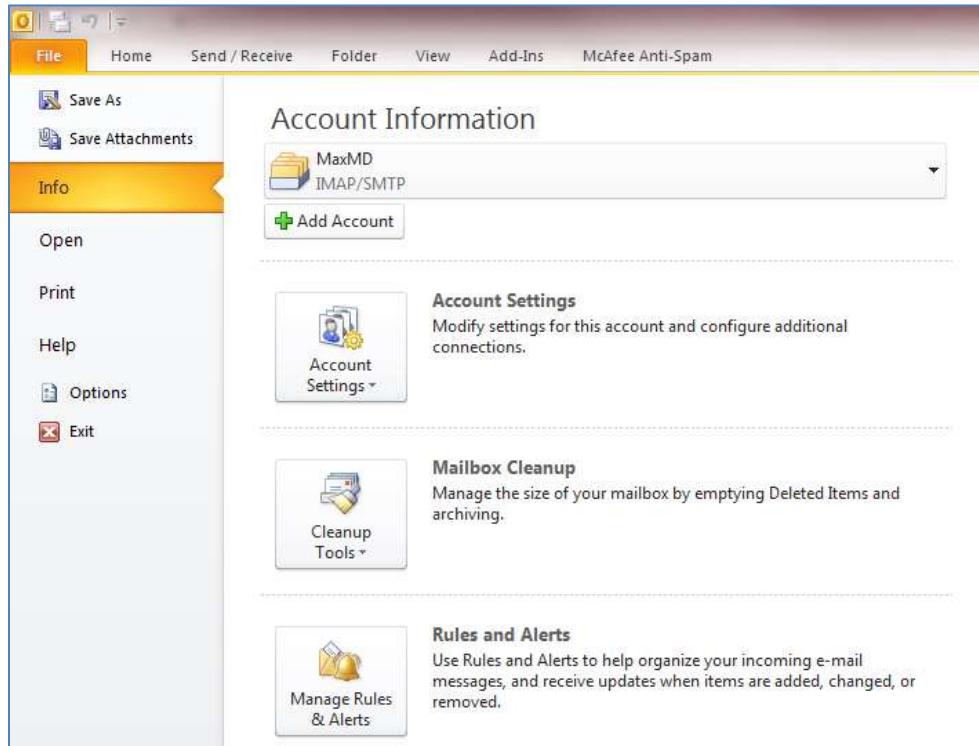 File Home Send / Receive Folder View Add-Ins McAfee Anti-Spam
Save As
Save Attachments
Info
Open
Print
Help
Options
Exit
Account Information
MaxMD
IMAP/SMTP
Add Account
Account
Settings
Account Settings
Modify settings for this account and configure additional
connections.
Cleanup
Tools
Mailbox Cleanup
Manage the size of your mailbox by emptying Deleted Items and
archiving.
Manage Rules
& Alerts
Rules and Alerts
Use Rules and Alerts to help organize your incoming e-mail
messages, and receive updates when items are added, changed, or
removed.